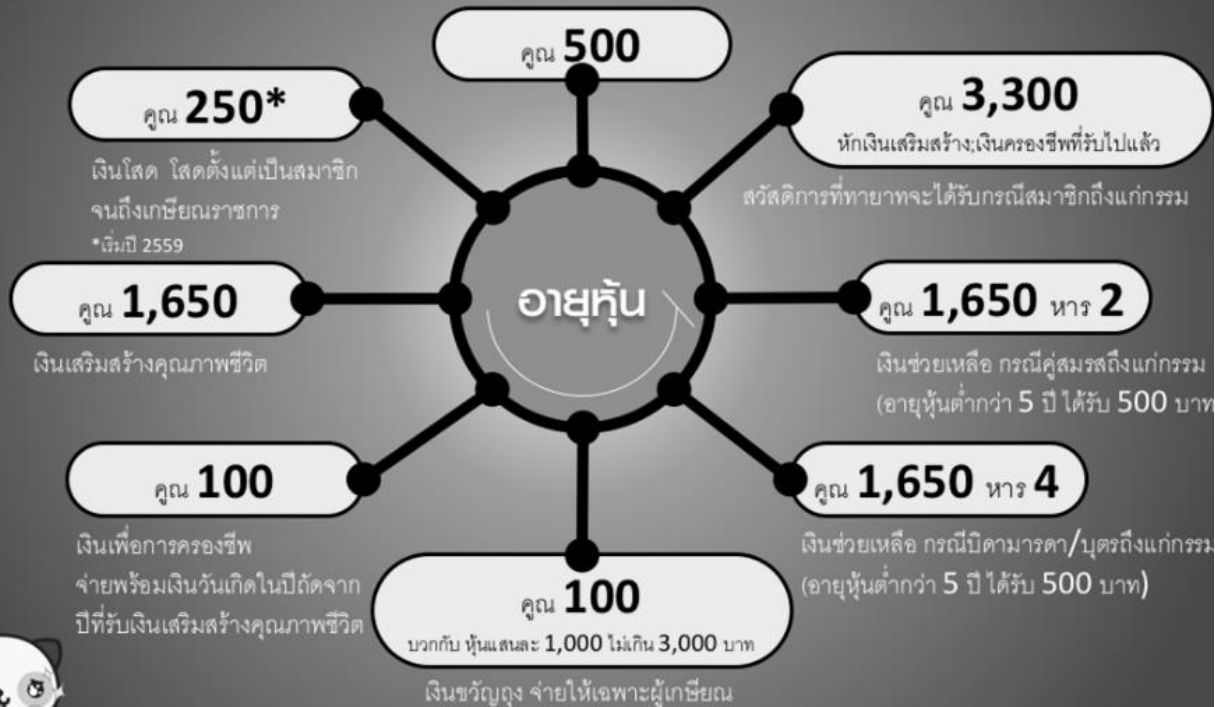 คูณ 500
คูณ 250*
เงินโสด โสดตั้งแต่เป็นสมาชิก
จนถึงเกษียณราชการ
*เริ่มปี 2559
คูณ 3,300
หักเงินเสริมสร้าง;เงินครองชีพที่รับไปแล้ว
สวัสดิการที่ทายาทจะได้รับกรณีสมาชิกถึงแก่กรรม
คูณ 1,650
เงินเสริมสร้างคุณภาพชีวิต
อายุหุ้น
คูณ 1,650 หาร 2
เงินช่วยเหลือ กรณีคู่สมรสถึงแก่กรรม
(อายุหุ้นต่ำกว่า 5 ปี ได้รับ 500 บาท
คูณ 100
เงินเพื่อการครองชีพ
จ่ายพร้อมเงินวันเกิดในปีถัดจาก
ปีที่รับเงินเสริมสร้างคุณภาพชีวิต
คูณ 1,650 หาร 4
เงินช่วยเหลือ กรณีบิดามารดา/บุตรถึงแก่กรรม
(อายุหุ้นต่ำกว่า 5 ปี ได้รับ 500 บาท)
คูณ 100
บวกกับ หุ้นแสนละ 1,000 ไม่เกิน 3,000 บาท
เงินขวัญถุง จ่ายให้เฉพาะผู้เกษียณ